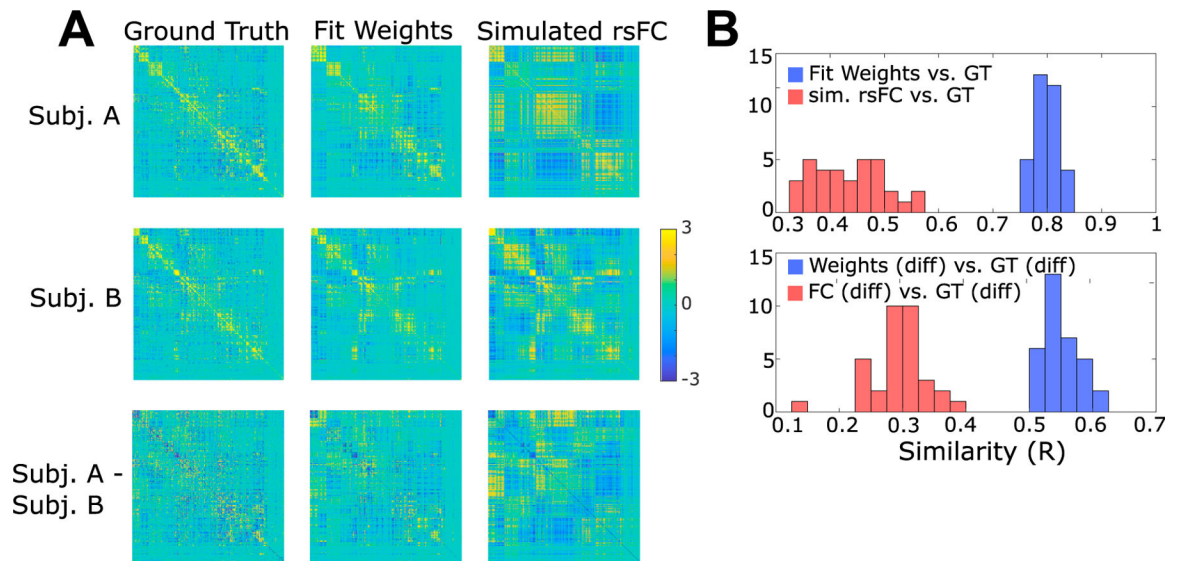 A
Ground Truth
Fit Weights
Simulated rsFC
Subj. A
Subj. B
Subj. A -
Subj. B
3
0
-3
B
15
10
5
0
Fit Weights vs. GT
sim. rsFC vs. GT
0.3
0.4
0.5
0.6
0.7
0.8
0.9
1
15
10
5
0
Weights (diff) vs. GT (diff)
FC (diff) vs. GT (diff)
0.1
0.2
0.3
0.4
0.5
0.6
0.7
Similarity (R)